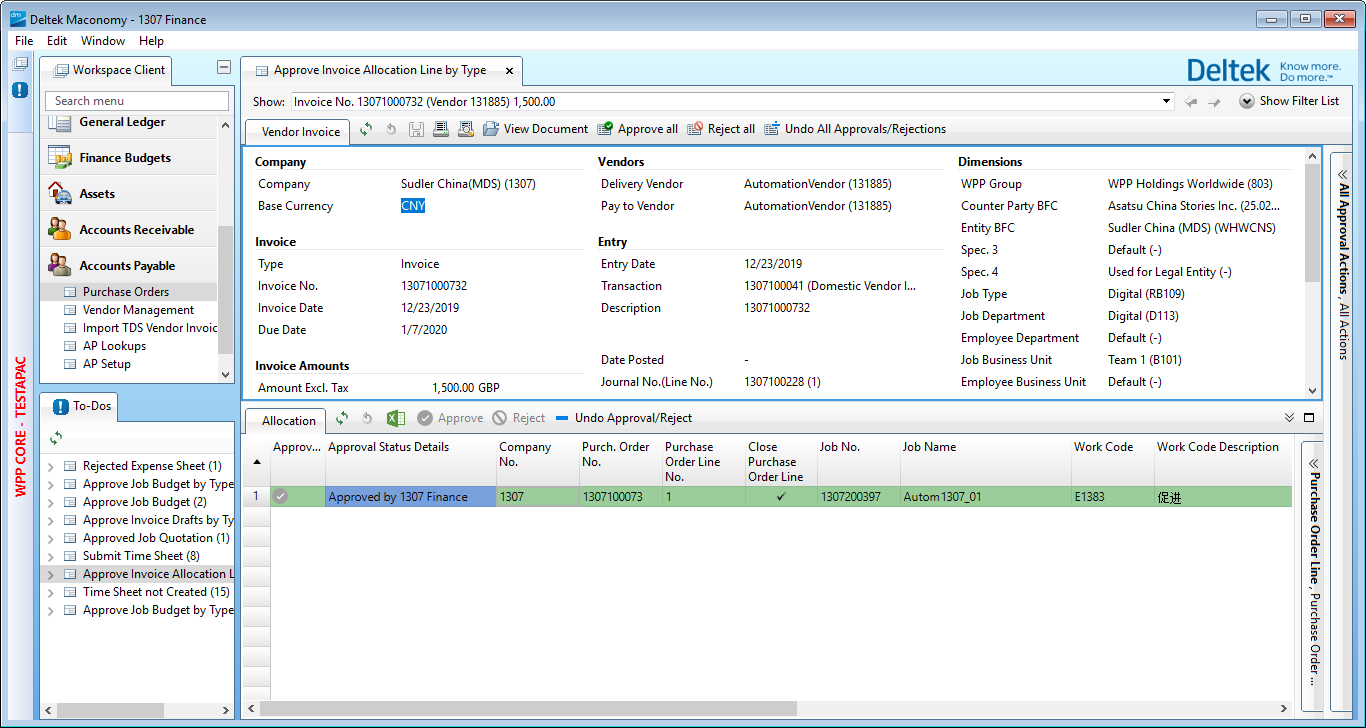 Deltek Maconomy - 1307 Finance
File Edit Window Help
Workspace Client
Search menu
General Ledger
Finance Budgets
Assets
Accounts Receivable
Accounts Payable
Purchase Orders
Vendor Management
Import TDS Vendor Invoic
AP Lookups
AP Setup
WPP CORE - TESTAPAC
To-Dos
Rejected Expense Sheet (1)
Approve Job Budget by Type
Approve Job Budget (2)
Approve Invoice Drafts by Ty
Approved Job Quotation (1)
Submit Time Sheet (8)
Approve Invoice Allocation L
Time Sheet not Created (15)
Approve Job Budget by Type
Approve Invoice Allocation Line by Type
Deltek Know more.
Do more.™
Show: Invoice No. 13071000732 (Vendor 131885) 1,500.00 Show Filter List
Vendor Invoice View Document Approve all Reject all Undo All Approvals/Rejections
Company
Company Sudler China(MDS) (1307)
Base Currency CNY
Invoice
Type Invoice
Invoice No. 13071000732
Invoice Date 12/23/2019
Due Date 1/7/2020
Invoice Amounts
Amount Excl. Tax 1,500.00 GBP
Vendors
Delivery Vendor AutomationVendor (131885)
Pay to Vendor AutomationVendor (131885)
Entry
Entry Date 12/23/2019
Transaction 1307100041 (Domestic Vendor I...
Description 13071000732
Date Posted -
Journal No.(Line No.) 1307100228 (1)
Dimensions
WPP Group WPP Holdings Worldwide (803)
Counter Party BFC Asatsu China Stories Inc. (25.02...
Entity BFC Sudler China (MDS) (WHWCNS)
Spec. 3 Default (-)
Spec. 4 Used for Legal Entity (-)
Job Type Digital (RB109)
Job Department Digital (D113)
Employee Department Default (-)
Job Business Unit Team 1 (B101)
Employee Business Unit Default (-)
All Approval Actions, All Actions
Allocation Approve Reject Undo Approval/Reject
Approv... Approval Status Details Company Purch. Order Purchase Close Job No. Job Name Work Code Work Code Description
No. No. Order Line Purchase
No. Order Line
1 Approved by 1307 Finance 1307 1307100073 1 ✓ 1307200397 Autom1307_01 E1383 促进
Purchase Order Line, Purchase Order ...